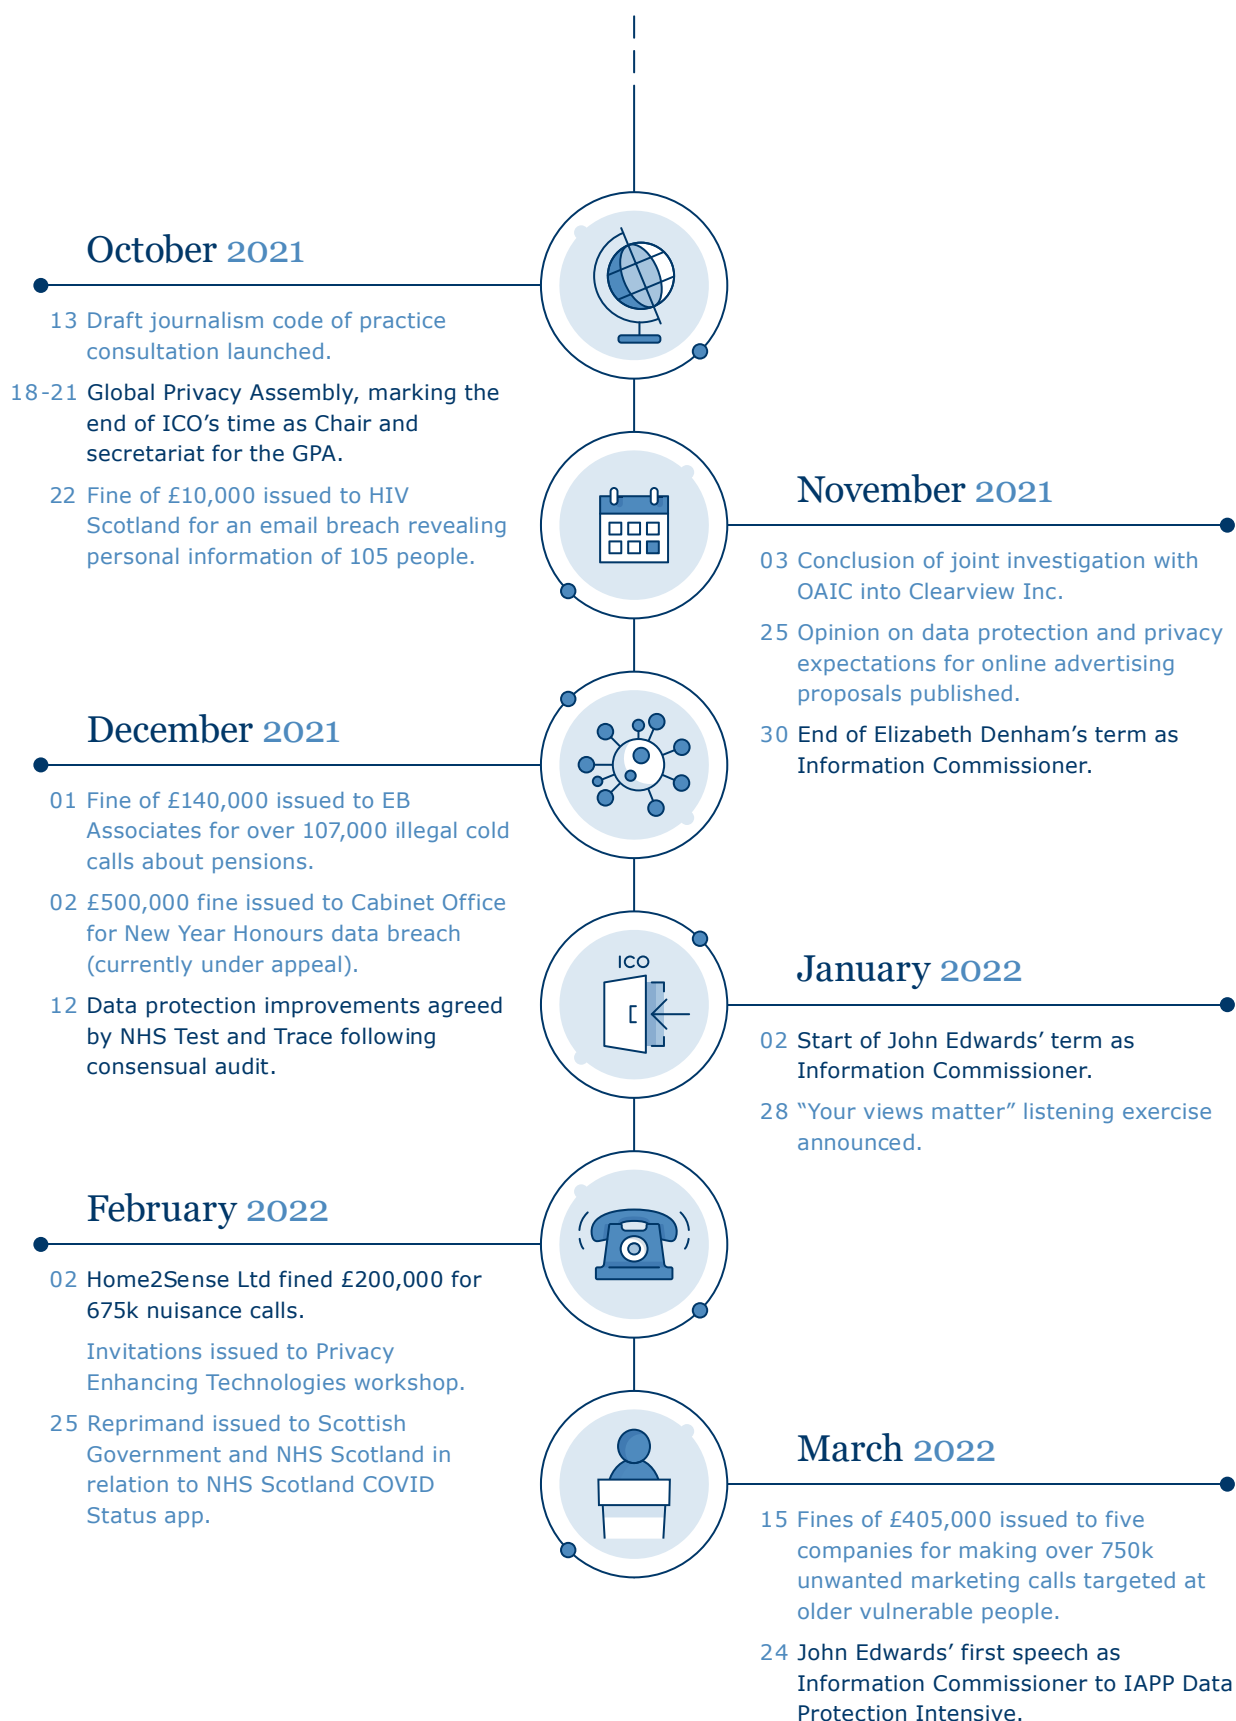 October 2021
13 Draft journalism code of practice
consultation launched.
18-21 Global Privacy Assembly, marking the
end of ICO’s time as Chair and
secretariat for the GPA.
22 Fine of £10,000 issued to HIV
Scotland for an email breach revealing
personal information of 105 people.
November 2021
03 Conclusion of joint investigation with
OAIC into Clearview Inc.
25 Opinion on data protection and privacy
expectations for online advertising
proposals published.
30 End of Elizabeth Denham’s term as
Information Commissioner.
December 2021
01 Fine of £140,000 issued to EB
Associates for over 107,000 illegal cold
calls about pensions.
02 £500,000 fine issued to Cabinet Office
for New Year Honours data breach
(currently under appeal).
12 Data protection improvements agreed
by NHS Test and Trace following
consensual audit.
ICO
January 2022
02 Start of John Edwards’ term as
Information Commissioner.
28 “Your views matter” listening exercise
announced.
February 2022
02 Home2Sense Ltd fined £200,000 for
675k nuisance calls.
Invitations issued to Privacy
Enhancing Technologies workshop.
25 Reprimand issued to Scottish
Government and NHS Scotland in
relation to NHS Scotland COVID
Status app.
March 2022
15 Fines of £405,000 issued to five
companies for making over 750k
unwanted marketing calls targeted at
older vulnerable people.
24 John Edwards’ first speech as
Information Commissioner to IAPP Data
Protection Intensive.